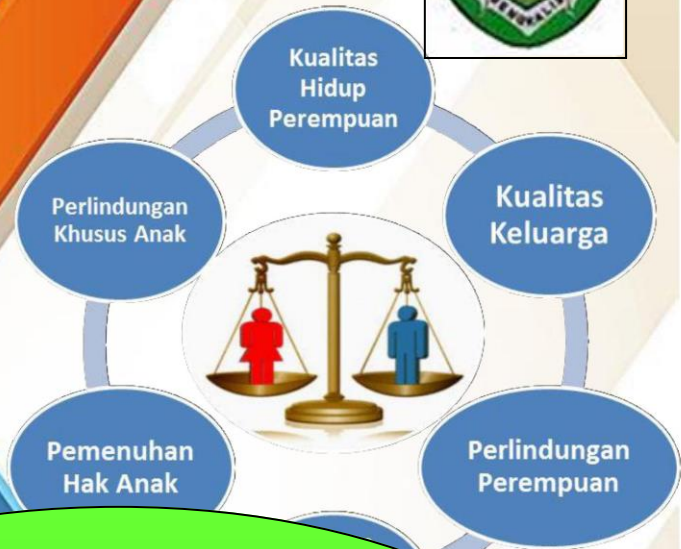 Kualitas
Hidup
Perempuan
Kualitas
Keluarga
Perlindungan
Perempuan
Pemenuhan
Hak Anak
Perlindungan
Khusus Anak